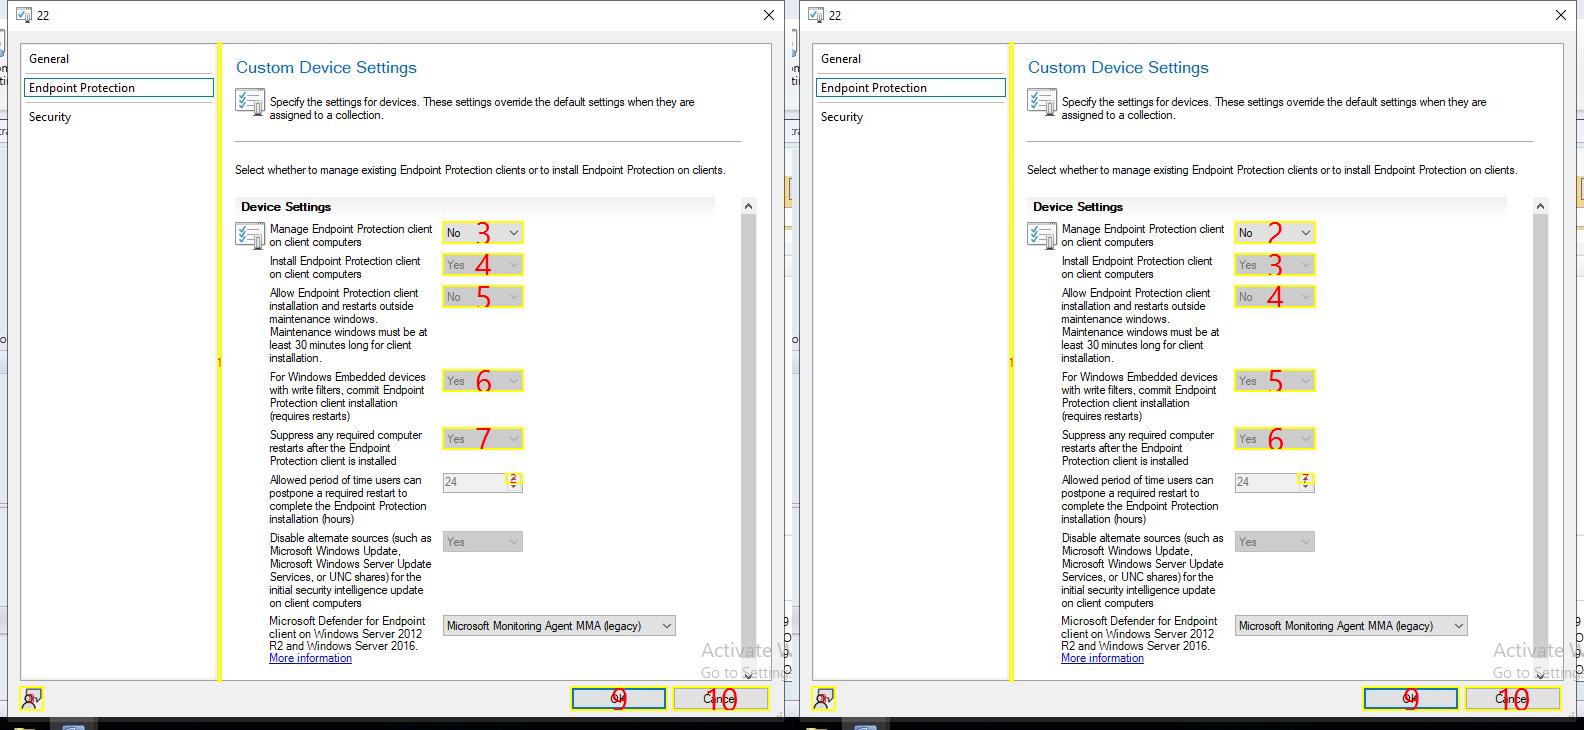 22
General
Endpoint Protection
Security
Custom Device Settings
Specify the settings for devices. These settings override the default settings when they are
assigned to a collection.
Select whether to manage existing Endpoint Protection clients or to install Endpoint Protection on clients.
Device Settings
Manage Endpoint Protection client
on client computers
No 3
Install Endpoint Protection client
on client computers
Yes 4
Allow Endpoint Protection client
installation and restarts outside
maintenance windows.
Maintenance windows must be at
least 30 minutes long for client
installation.
No 5
1
For Windows Embedded devices
with write filters, commit Endpoint
Protection client installation
(requires restarts)
Yes 6
Suppress any required computer
restarts after the Endpoint
Protection client is installed
Yes 7
Allowed period of time users can
postpone a required restart to
complete the Endpoint Protection
installation (hours)
24 2
Disable alternate sources (such as
Microsoft Windows Update,
Microsoft Windows Server Update
Services, or UNC shares) for the
initial security intelligence update
on client computers
Yes
Microsoft Defender for Endpoint
client on Windows Server 2012
R2 and Windows Server 2016.
More information
Microsoft Monitoring Agent MMA (legacy)
Activate W
Go to Setting
OK 9
Cancel 10
22
General
Endpoint Protection
Security
Custom Device Settings
Specify the settings for devices. These settings override the default settings when they are
assigned to a collection.
Select whether to manage existing Endpoint Protection clients or to install Endpoint Protection on clients.
Device Settings
Manage Endpoint Protection client
on client computers
No 2
Install Endpoint Protection client
on client computers
Yes 3
Allow Endpoint Protection client
installation and restarts outside
maintenance windows.
Maintenance windows must be at
least 30 minutes long for client
installation.
No 4
1
For Windows Embedded devices
with write filters, commit Endpoint
Protection client installation
(requires restarts)
Yes 5
Suppress any required computer
restarts after the Endpoint
Protection client is installed
Yes 6
Allowed period of time users can
postpone a required restart to
complete the Endpoint Protection
installation (hours)
24 7
Disable alternate sources (such as
Microsoft Windows Update,
Microsoft Windows Server Update
Services, or UNC shares) for the
initial security intelligence update
on client computers
Yes
Microsoft Defender for Endpoint
client on Windows Server 2012
R2 and Windows Server 2016.
More information
Microsoft Monitoring Agent MMA (legacy)
Activate W
Go to Setting
OK 9
Cancel 10